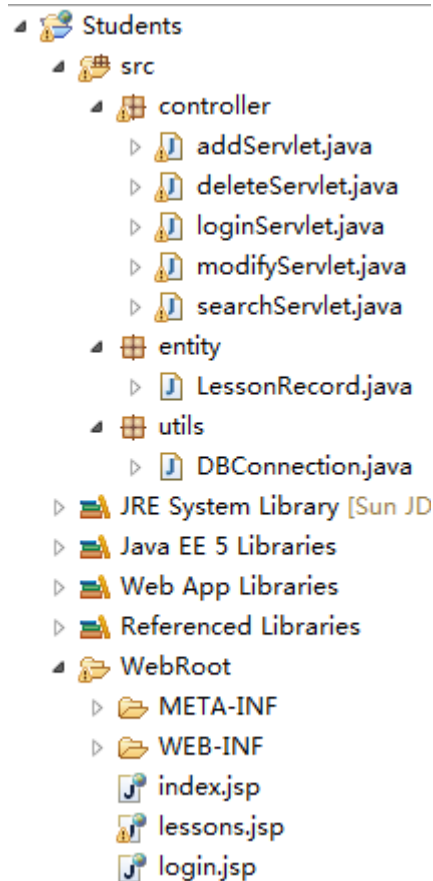 Students
src
controller
addServlet.java
deleteServlet.java
loginServlet.java
modifyServlet.java
searchServlet.java
entity
LessonRecord.java
utils
DBConnection.java
JRE System Library [Sun JD
Java EE 5 Libraries
Web App Libraries
Referenced Libraries
WebRoot
META-INF
WEB-INF
index.jsp
lessons.jsp
login.jsp